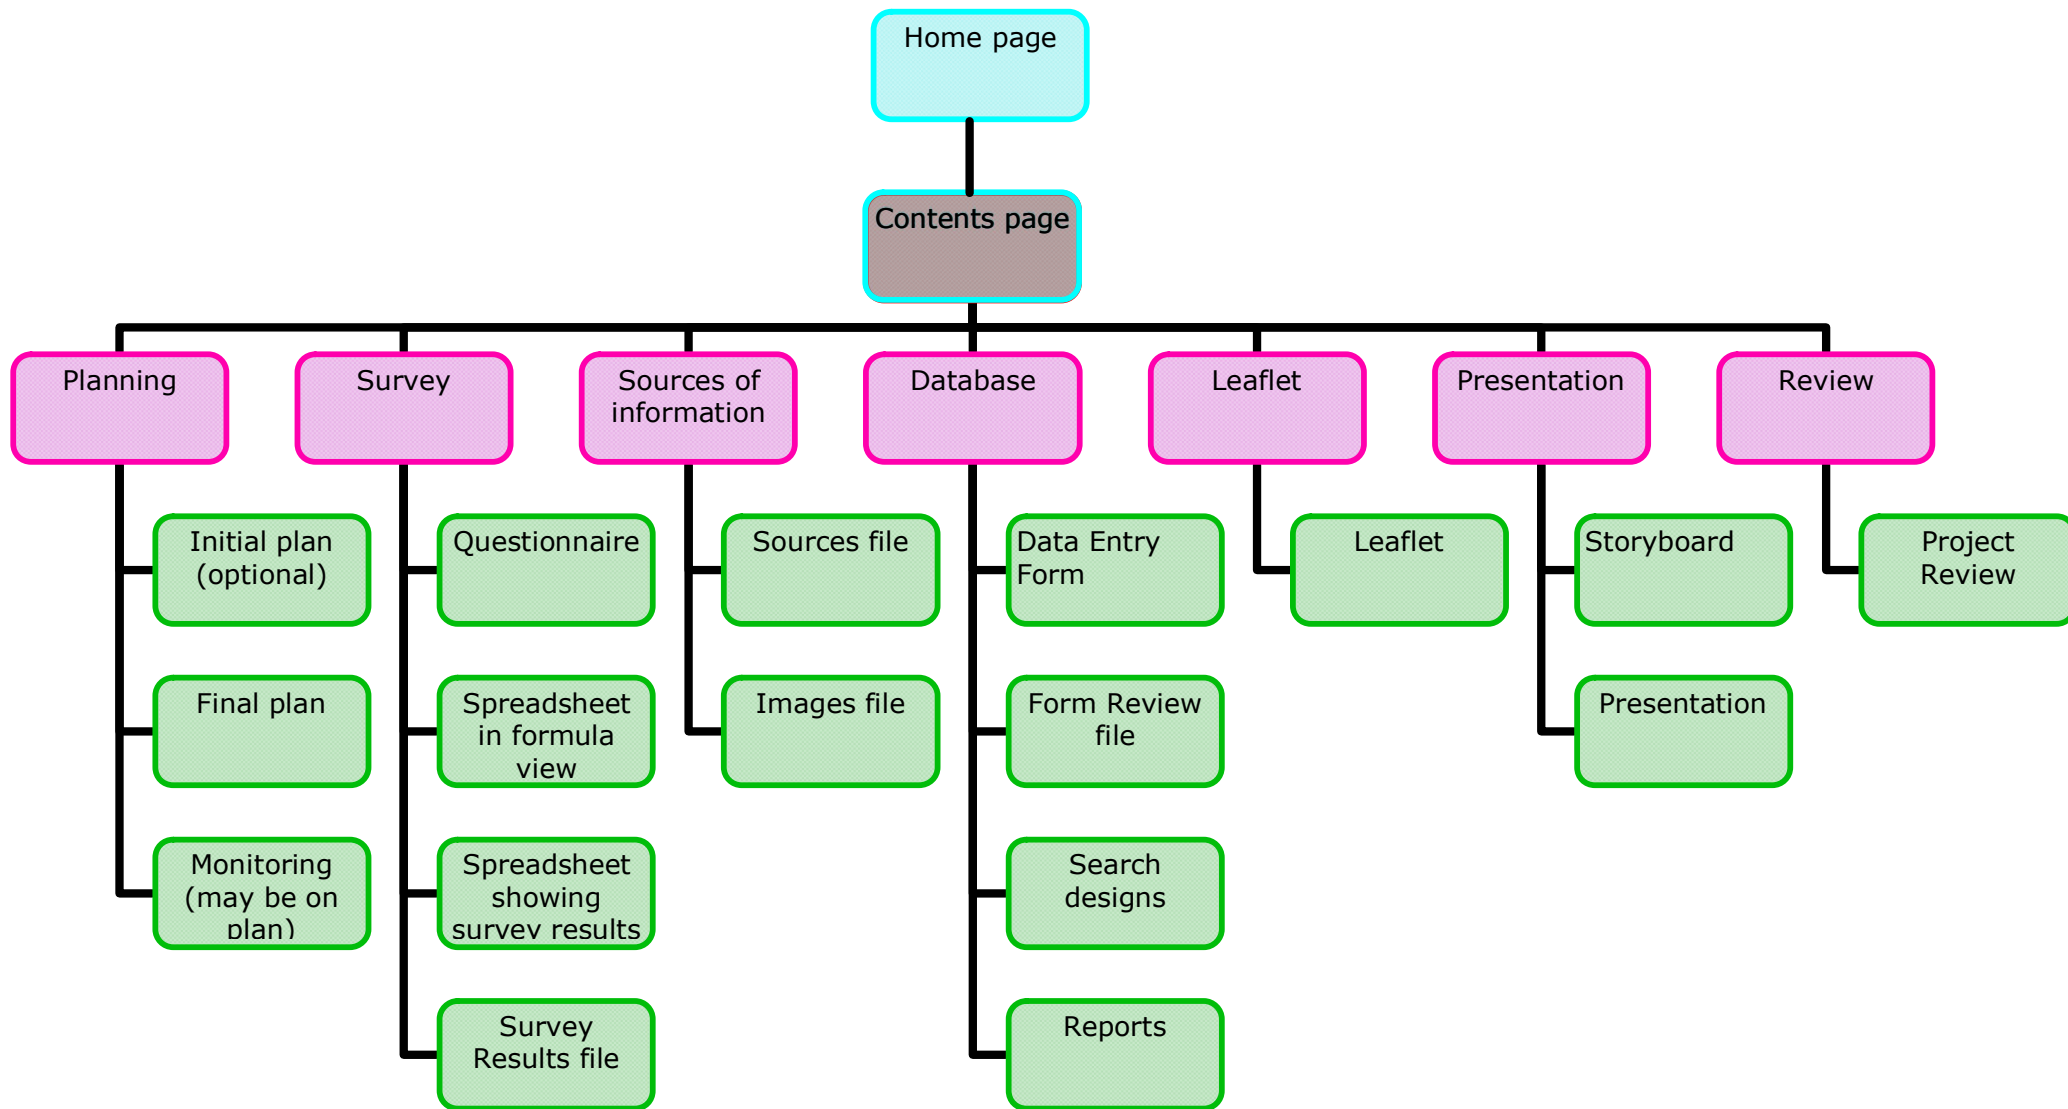 Home page
Contents page
Planning
Survey
Sources of
information
Database
Leaflet
Presentation
Review
Initial plan
(optional)
Final plan
Monitoring
(may be on
plan)
Questionnaire
Spreadsheet
in formula
view
Spreadsheet
showing
survey results
Survey
Results file
Sources file
Images file
Data Entry
Form
Form Review
file
Search
designs
Reports
Leaflet
Storyboard
Presentation
Project
Review